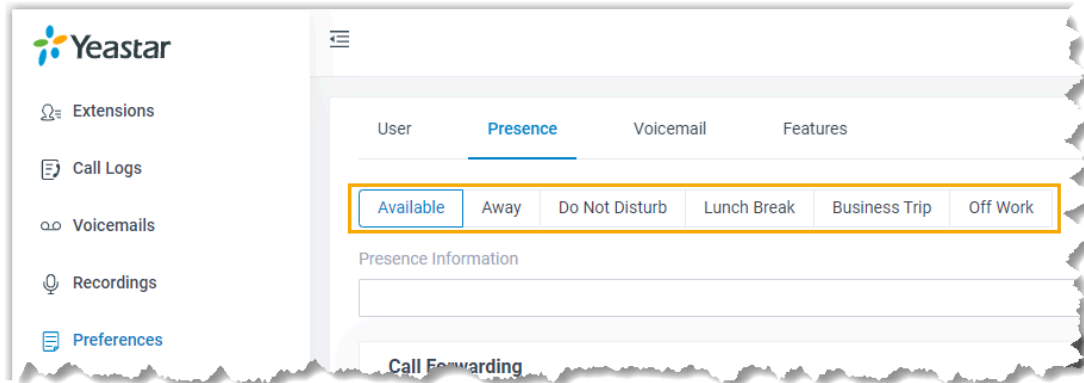 Yeastar
Extensions
Call Logs
Voicemails
Recordings
Preferences
User Presence Voicemail Features
Available Away Do Not Disturb Lunch Break Business Trip Off Work
Presence Information
Call Forwarding